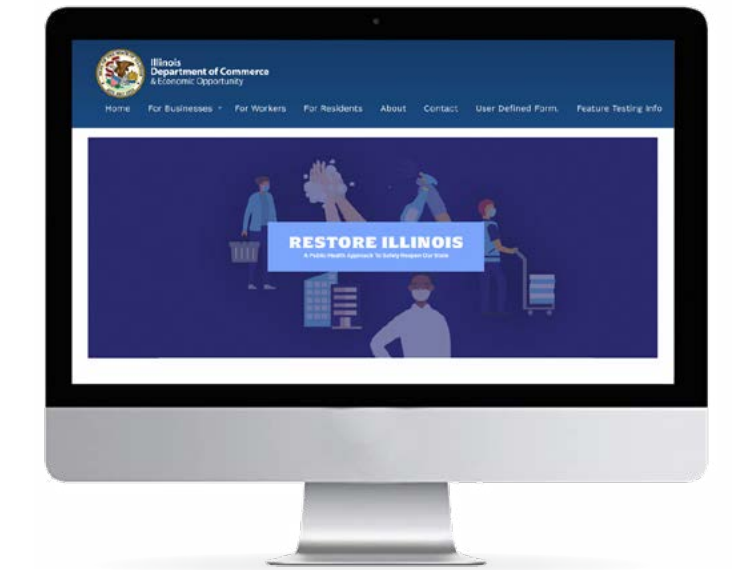 Illinois
Department of Commerce
& Economic Opportunity
Home For Businesses For Workers For Residents About Contact User Defined Form. Feature Testing Info
RESTORE ILLINOIS
A Public Health Approach To Safely Reopen Our State